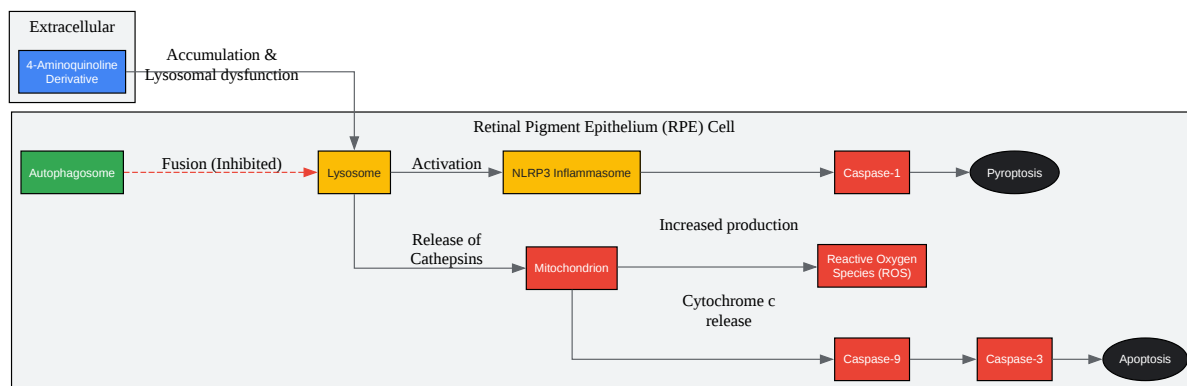 Extracellular
4-Aminoquinoline
Derivative
Accumulation &
Lysosomal dysfunction
Retinal Pigment Epithelium (RPE) Cell
Autophagosome
Fusion (Inhibited)
Lysosome
Activation
NLRP3 Inflammasome
Caspase-1
Pyroptosis
Release of
Cathepsins
Mitochondrion
Increased production
Reactive Oxygen
Species (ROS)
Cytochrome c
release
Caspase-9
Caspase-3
Apoptosis